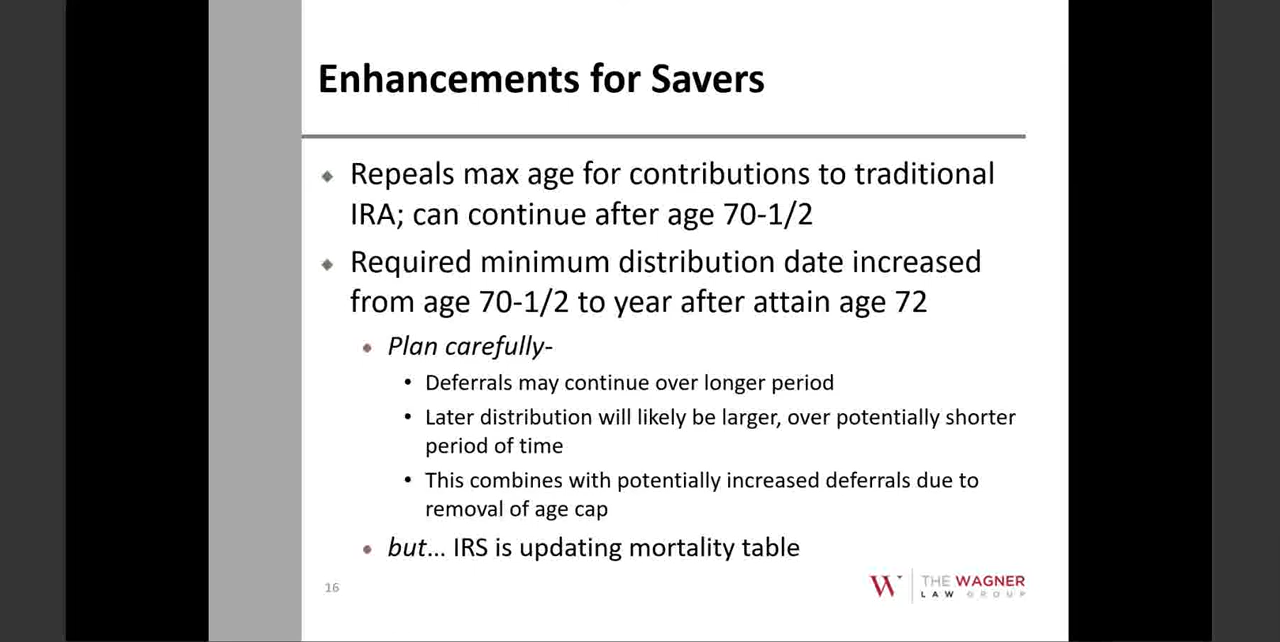 Enhancements for Savers
Repeals max age for contributions to traditional
IRA; can continue after age 70-1/2
Required minimum distribution date increased
from age 70-1/2 to year after attain age 72
Plan carefully-
Deferrals may continue over longer period
Later distribution will likely be larger, over potentially shorter
period of time
This combines with potentially increased deferrals due to
removal of age cap
but... IRS is updating mortality table
16
W THE WAGNER
LAW GROUP